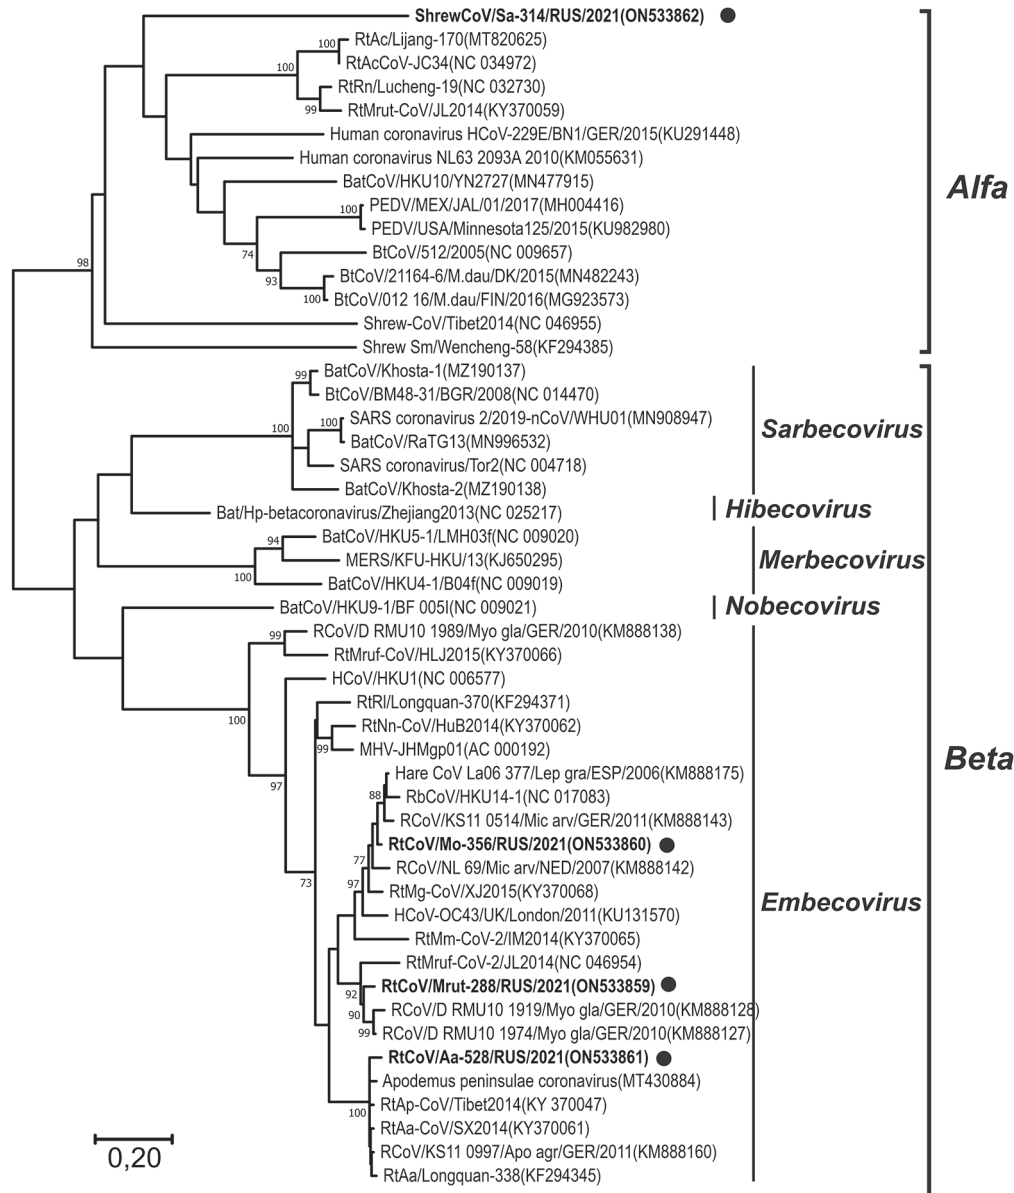 ShrewCoV/Sa-314/RUS/2021(ON533862)
100
RtAc/Lijang-170(MT820625)
100
RtAcCoV-JC34(NC 034972)
RtRn/Lucheng-19(NC 032730)
99
RtMrut-CoV/JL2014(KY370059)
Human coronavirus HCoV-229E/BN1/GER/2015(KU291448)
Human coronavirus NL63 2093A 2010(KM055631)
BatCoV/HKU10/YN2727(MN477915)
Alfa
100
PEDV/MEX/JAL/01/2017(MH004416)
PEDV/USA/Minnesota125/2015(KU982980)
74
BtCoV/512/2005(NC 009657)
98
93
BtCoV/21164-6/M.dau/DK/2015(MN482243)
100
BtCoV/012 16/M.dau/FIN/2016(MG923573)
Shrew-CoV/Tibet2014(NC 046955)
Shrew Sm/Wencheng-58(KF294385)
99
BatCoV/Khosta-1(MZ190137)
BtCoV/BM48-31/BGR/2008(NC 014470)
100
100
SARS coronavirus 2/2019-nCoV/WHU01(MN908947)
Sarbecovirus
BatCoV/RaTG13(MN996532)
SARS coronavirus/Tor2(NC 004718)
BatCoV/Khosta-2(MZ190138)
Bat/Hp-betacoronavirus/Zhejiang2013(NC 025217)
Hibecovirus
94
BatCoV/HKU5-1/LMH03f(NC 009020)
MERS/KFU-HKU/13(KJ650295)
Merbecovirus
100
BatCoV/HKU4-1/B04f(NC 009019)
BatCoV/HKU9-1/BF 005I(NC 009021)
Nobecovirus
99
RCoV/D RMU10 1989/Myo gla/GER/2010(KM888138)
RtMruf-CoV/HLJ2015(KY370066)
HCoV/HKU1(NC 006577)
100
RtRl/Longquan-370(KF294371)
RtNn-CoV/HuB2014(KY370062)
99
MHV-JHMgp01(AC 000192)
Beta
97
Hare CoV La06 377/Lep gra/ESP/2006(KM888175)
88
RbCoV/HKU14-1(NC 017083)
RCoV/KS11 0514/Mic arv/GER/2011(KM888143)
RtCoV/Mo-356/RUS/2021(ON533860)
77
RCoV/NL 69/Mic arv/NED/2007(KM888142)
73
97
RtMg-CoV/XJ2015(KY370068)
Embecovirus
HCoV-OC43/UK/London/2011(KU131570)
RtMm-CoV-2/IM2014(KY370065)
RtMruf-CoV-2/JL2014(NC 046954)
92
RtCoV/Mrut-288/RUS/2021(ON533859)
90
RCoV/D RMU10 1919/Myo gla/GER/2010(KM888128)
99
RCoV/D RMU10 1974/Myo gla/GER/2010(KM888127)
RtCoV/Aa-528/RUS/2021(ON533861)
Apodemus peninsulae coronavirus(MT430884)
100
RtAp-CoV/Tibet2014(KY 370047)
RtAa-CoV/SX2014(KY370061)
RCoV/KS11 0997/Apo agr/GER/2011(KM888160)
RtAa/Longquan-338(KF294345)
0,20